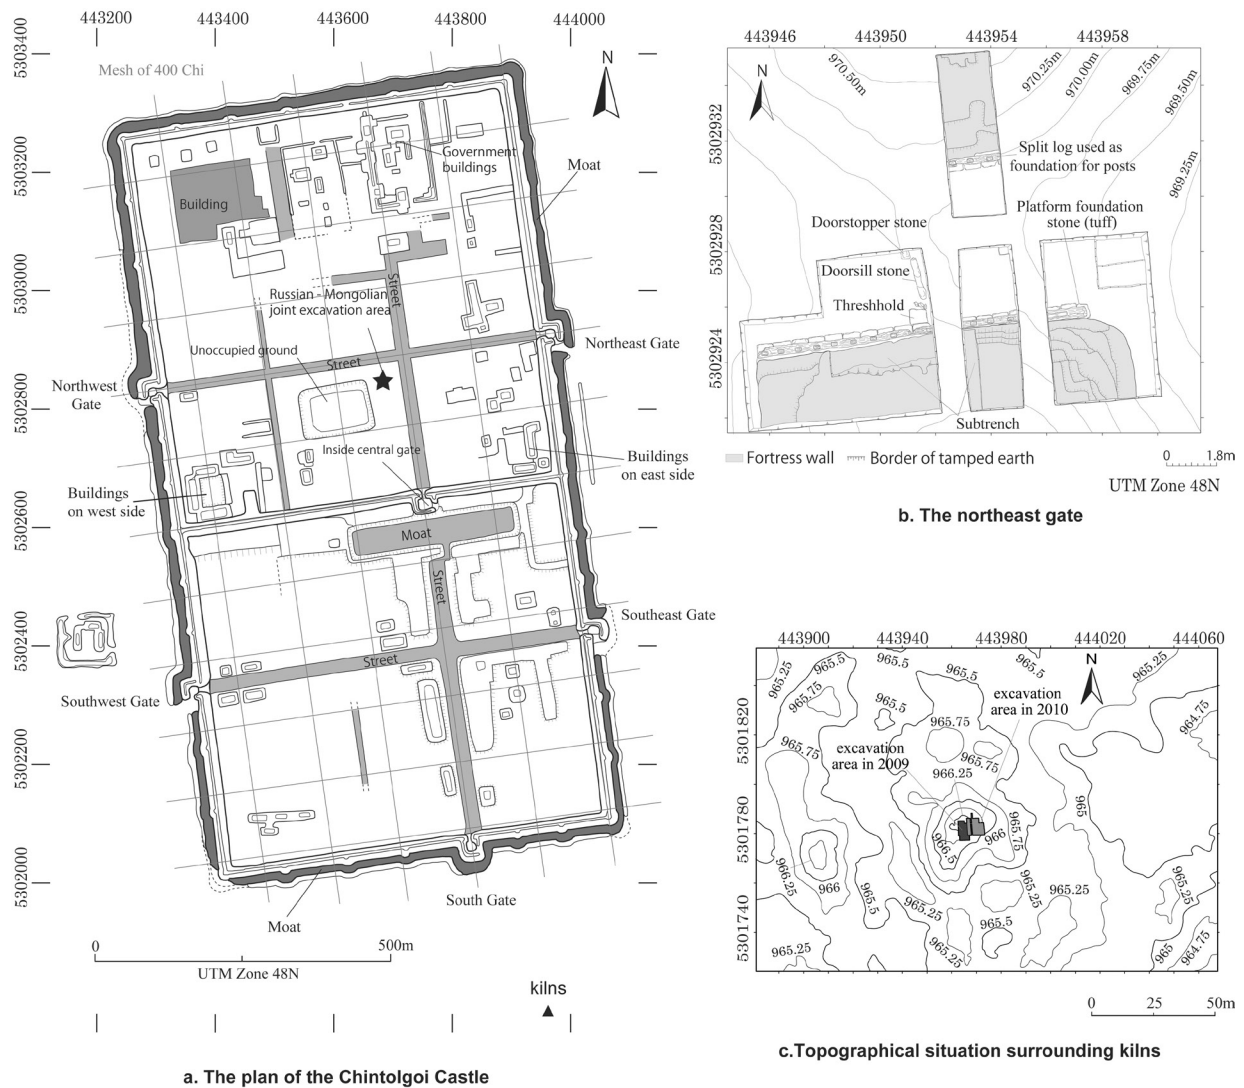 443200
443400
443600
443800
444000
5303400
5303200
5303000
5302800
5302600
5302400
5302200
5302000
Mesh of 400 Chi
N
Government
buildings
Moat
Building
Street
Russian - Mongolian
joint excavation area
Unoccupied ground
Street
Northeast Gate
Northwest
Gate
Inside central gate
Buildings
on east side
Buildings
on west side
Moat
Street
Southeast Gate
Street
Southwest Gate
South Gate
Moat
0
500m
UTM Zone 48N
kilns
a. The plan of the Chintolgoi Castle
443946
443950
443954
443958
5302932
5302928
5302924
N
970.50m
970.25m
970.00m
969.75m
969.50m
969.25m
Split log used as
foundation for posts
Platform foundation
stone (tuff)
Doorstopper stone
Doorsill stone
Threshhold
Subtrench
Fortress wall
Border of tamped earth
0
1.8m
UTM Zone 48N
b. The northeast gate
443900
443940
443980
444020
444060
5301820
5301780
5301740
N
965.25
965.5
965.5
965.5
965.25
965.75
965.5
965.75
964.75
excavation
area in 2010
excavation
area in 2009
965.75
965.75
966.25
965
965.75
966
966.5
966.25
966
965.5
965.25
965.25
965.25
965.5
965.25
965.25
965
964.75
0
25
50m
c.Topographical situation surrounding kilns